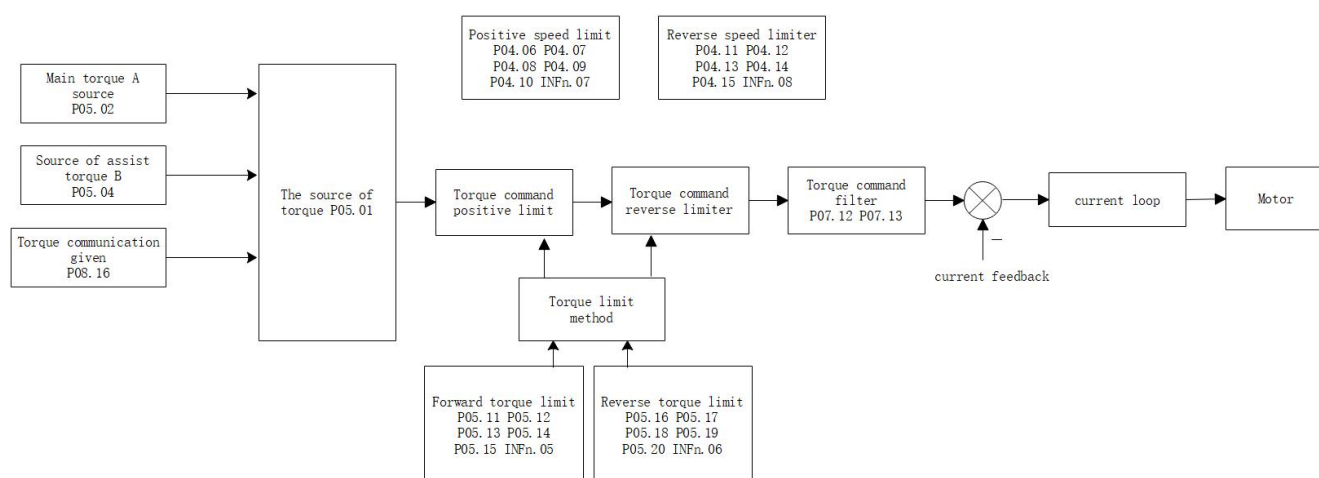 Positive speed limit
P04.06 P04.07
P04.08 P04.09
P04.10 INFn.07
Reverse speed limiter
P04.11 P04.12
P04.13 P04.14
P04.15 INFn.08
Main torque A
source
P05.02
Source of assist
torque B
P05.04
Torque communication
given
P08.16
The source of
torque P05.01
Torque command
positive limit
Torque command
reverse limiter
Torque command
filter
P07.12 P07.13
current loop
Motor
—
current feedback
Torque limit
method
Forward torque limit
P05.11 P05.12
P05.13 P05.14
P05.15 INFn.05
Reverse torque limit
P05.16 P05.17
P05.18 P05.19
P05.20 INFn.06